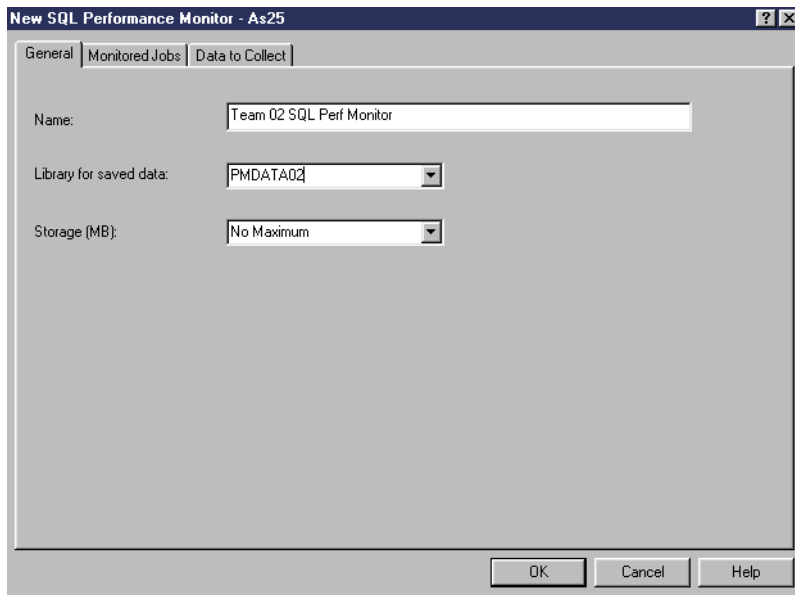 New SQL Performance Monitor - As25
General Monitored Jobs Data to Collect
Name: Team 02 SQL Perf Monitor
Library for saved data: PMDATA02
Storage (MB): No Maximum
OK Cancel Help